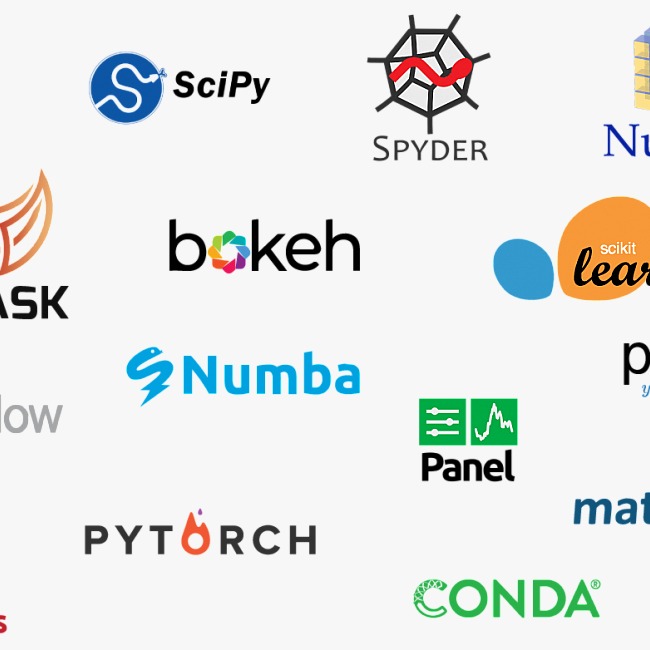 SciPy
SPYDER
Nu
bokeh
ASK
scikit
lear
Numba
p
y
low
Panel
mat
PYTORCH
CONDA®
s